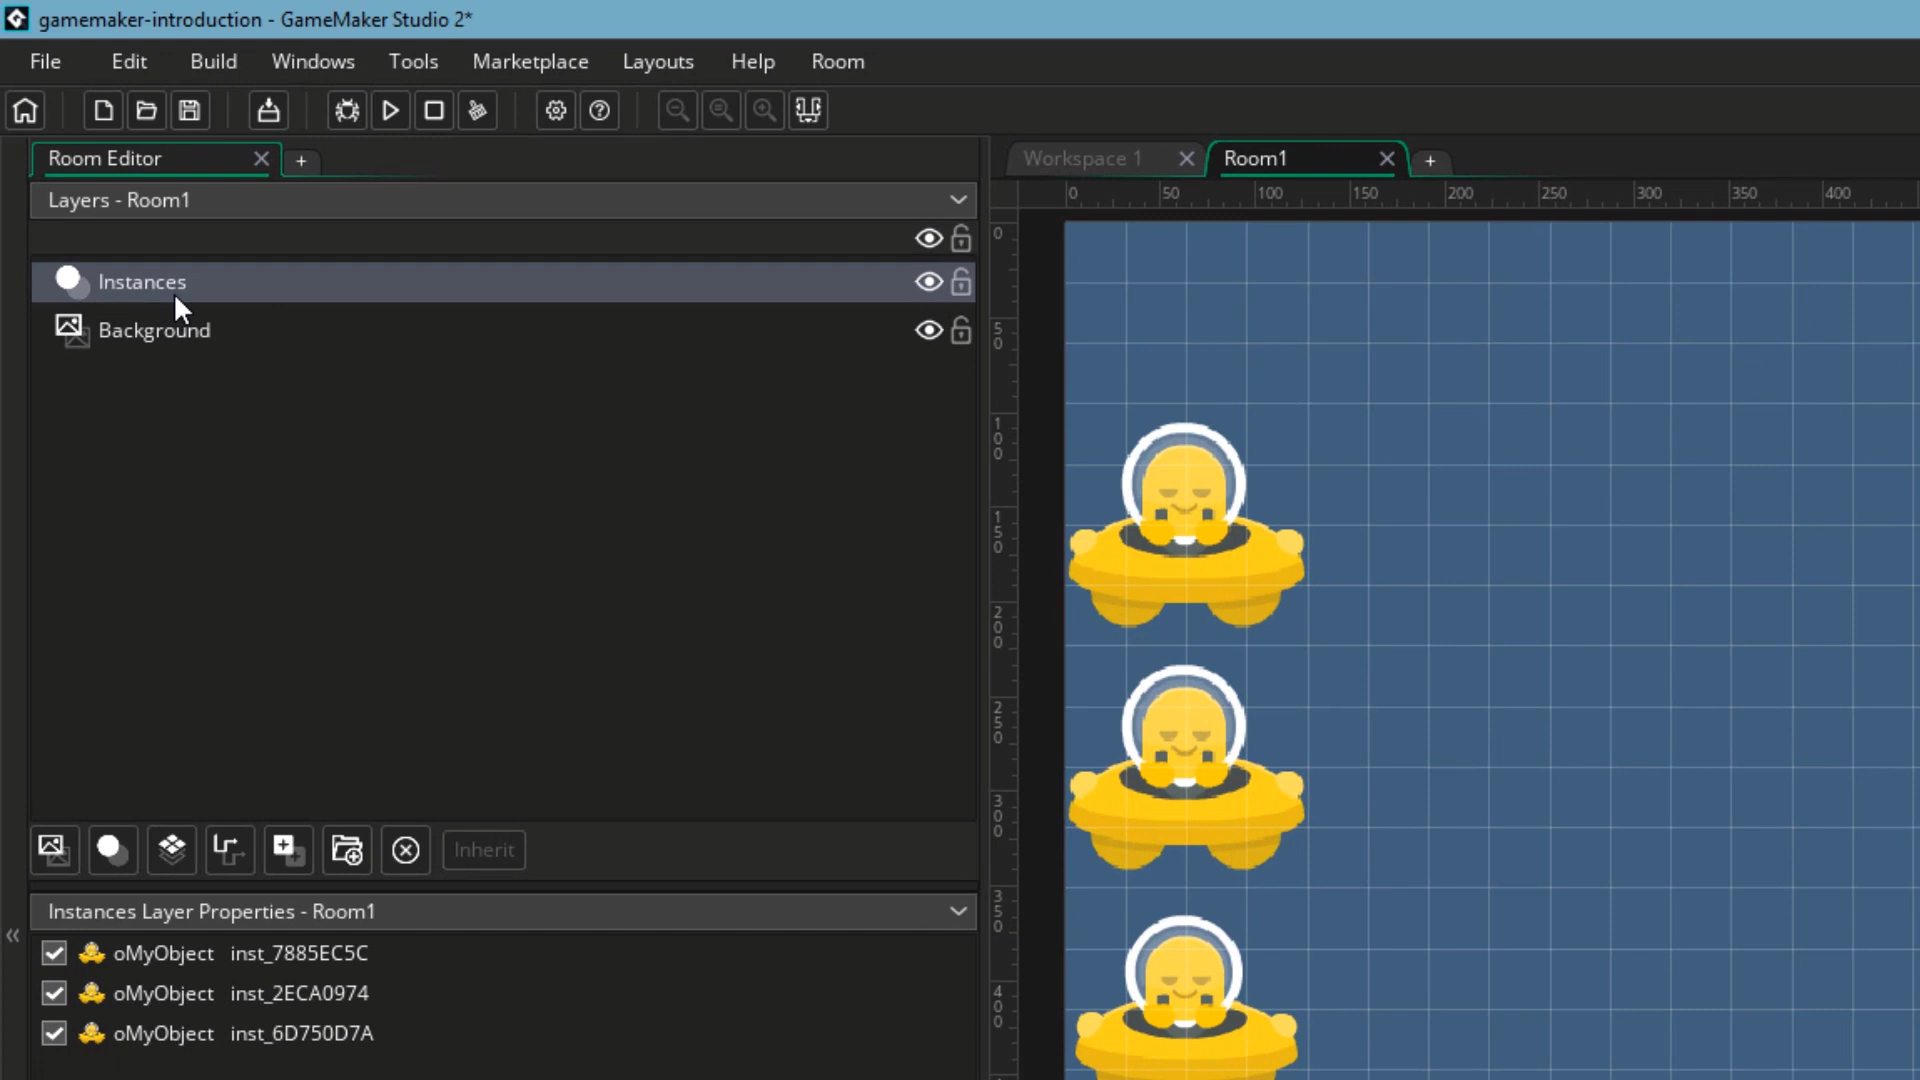 gamemaker-introduction - GameMaker Studio 2*
File Edit Build Windows Tools Marketplace Layouts Help Room
Room Editor
+
Workspace 1
Room1
+
Layers - Room1
0 50 100 150 200 250 300 350 400
Instances
Background
0
50
100
150
200
250
300
350
400
Inherit
Instances Layer Properties - Room1
oMyObject inst_7885EC5C
oMyObject inst_2ECA0974
oMyObject inst_6D750D7A